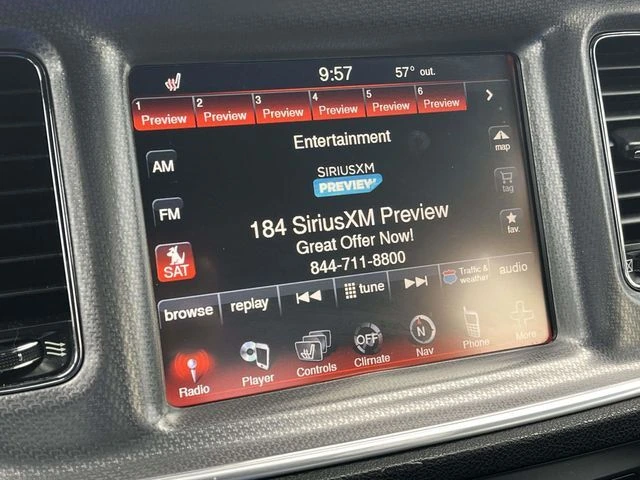 9:57 57° out.
1 2 3 4 5 6
Preview Preview Preview Preview Preview Preview
Entertainment
AM
SIRIUSXM
PREVIEW
map
FM
184 SiriusXM Preview
tag
Great Offer Now!
SAT
844-711-8800
fav.
browse replay tune Traffic & weather audio
Radio Player Controls OFF Climate N Nav Phone More